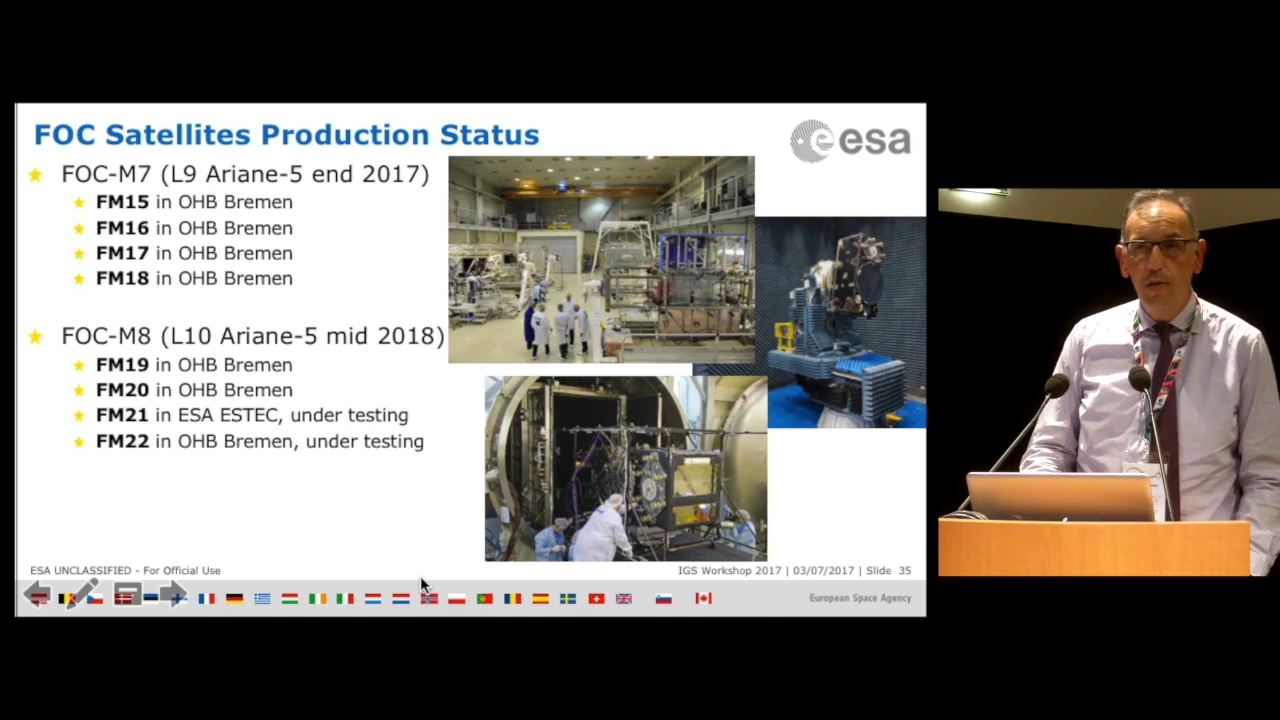 FOC Satellites Production Status
esa
FOC-M7 (L9 Ariane-5 end 2017)
FM15 in OHB Bremen
FM16 in OHB Bremen
FM17 in OHB Bremen
FM18 in OHB Bremen
FOC-M8 (L10 Ariane-5 mid 2018)
FM19 in OHB Bremen
FM20 in OHB Bremen
FM21 in ESA ESTEC, under testing
FM22 in OHB Bremen, under testing
ESA UNCLASSIFIED - For Official Use
IGS Workshop 2017 | 03/07/2017 | Slide 35
European Space Agency